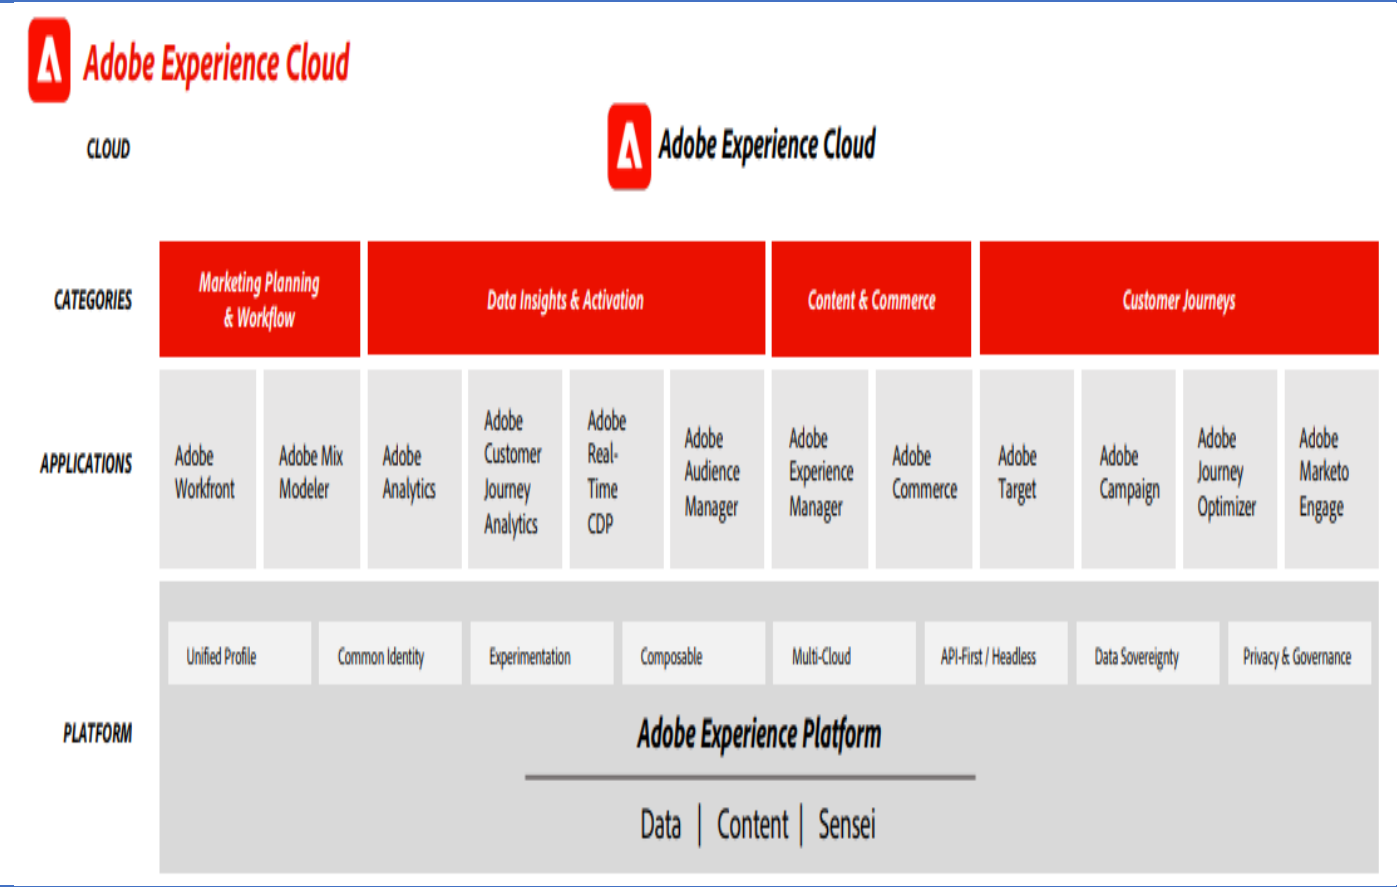 Adobe Experience Cloud
CLOUD
Adobe Experience Cloud
CATEGORIES
Marketing Planning
& Workflow
Data Insights & Activation
Content & Commerce
Customer Journeys
APPLICATIONS
Adobe
Workfront
Adobe Mix
Modeler
Adobe
Analytics
Adobe
Customer
Journey
Analytics
Adobe
Real-
Time
CDP
Adobe
Audience
Manager
Adobe
Experience
Manager
Adobe
Commerce
Adobe
Target
Adobe
Campaign
Adobe
Journey
Optimizer
Adobe
Marketo
Engage
PLATFORM
Unified Profile
Common Identity
Experimentation
Composable
Multi-Cloud
API-First / Headless
Data Sovereignty
Privacy & Governance
Adobe Experience Platform
Data | Content | Sensei